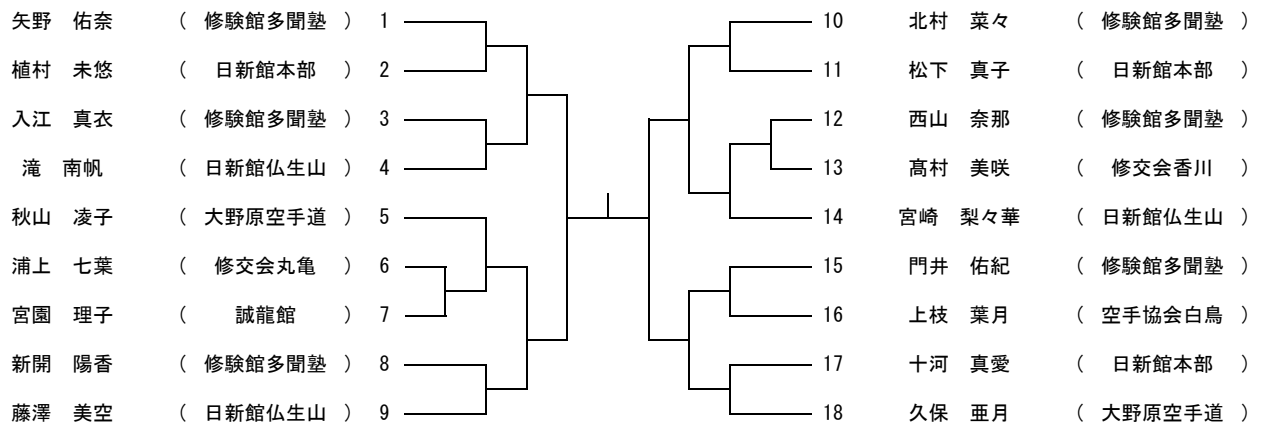 矢野　佑奈 （ 修験館多聞塾 ） 1
植村　未悠 （ 日新館本部 ） 2
入江　真衣 （ 修験館多聞塾 ） 3
滝　南帆 （ 日新館仏生山 ） 4
秋山　凌子 （ 大野原空手道 ） 5
浦上　七葉 （ 修交会丸亀 ） 6
宮園　理子 （ 誠龍館 ） 7
新開　陽香 （ 修験館多聞塾 ） 8
藤澤　美空 （ 日新館仏生山 ） 9
10 北村　菜々 （ 修験館多聞塾 ）
11 松下　真子 （ 日新館本部 ）
12 西山　奈那 （ 修験館多聞塾 ）
13 髙村　美咲 （ 修交会香川 ）
14 宮崎　梨々華 （ 日新館仏生山 ）
15 門井　佑紀 （ 修験館多聞塾 ）
16 上枝　葉月 （ 空手協会白鳥 ）
17 十河　真愛 （ 日新館本部 ）
18 久保　亜月 （ 大野原空手道 ）